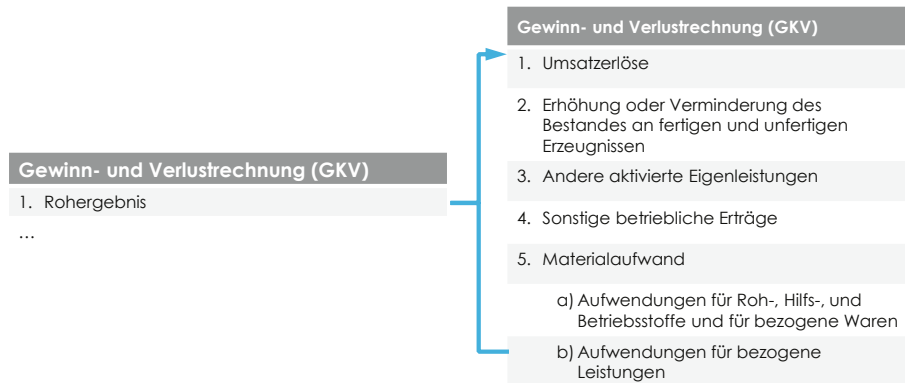 Gewinn- und Verlustrechnung (GKV)
1. Rohergebnis
…
Gewinn- und Verlustrechnung (GKV)
1. Umsatzerlöse
2. Erhöhung oder Verminderung des
Bestandes an fertigen und unfertigen
Erzeugnissen
3. Andere aktivierte Eigenleistungen
4. Sonstige betriebliche Erträge
5. Materialaufwand
a) Aufwendungen für Roh-, Hilfs-, und
Betriebsstoffe und für bezogene Waren
b) Aufwendungen für bezogene
Leistungen